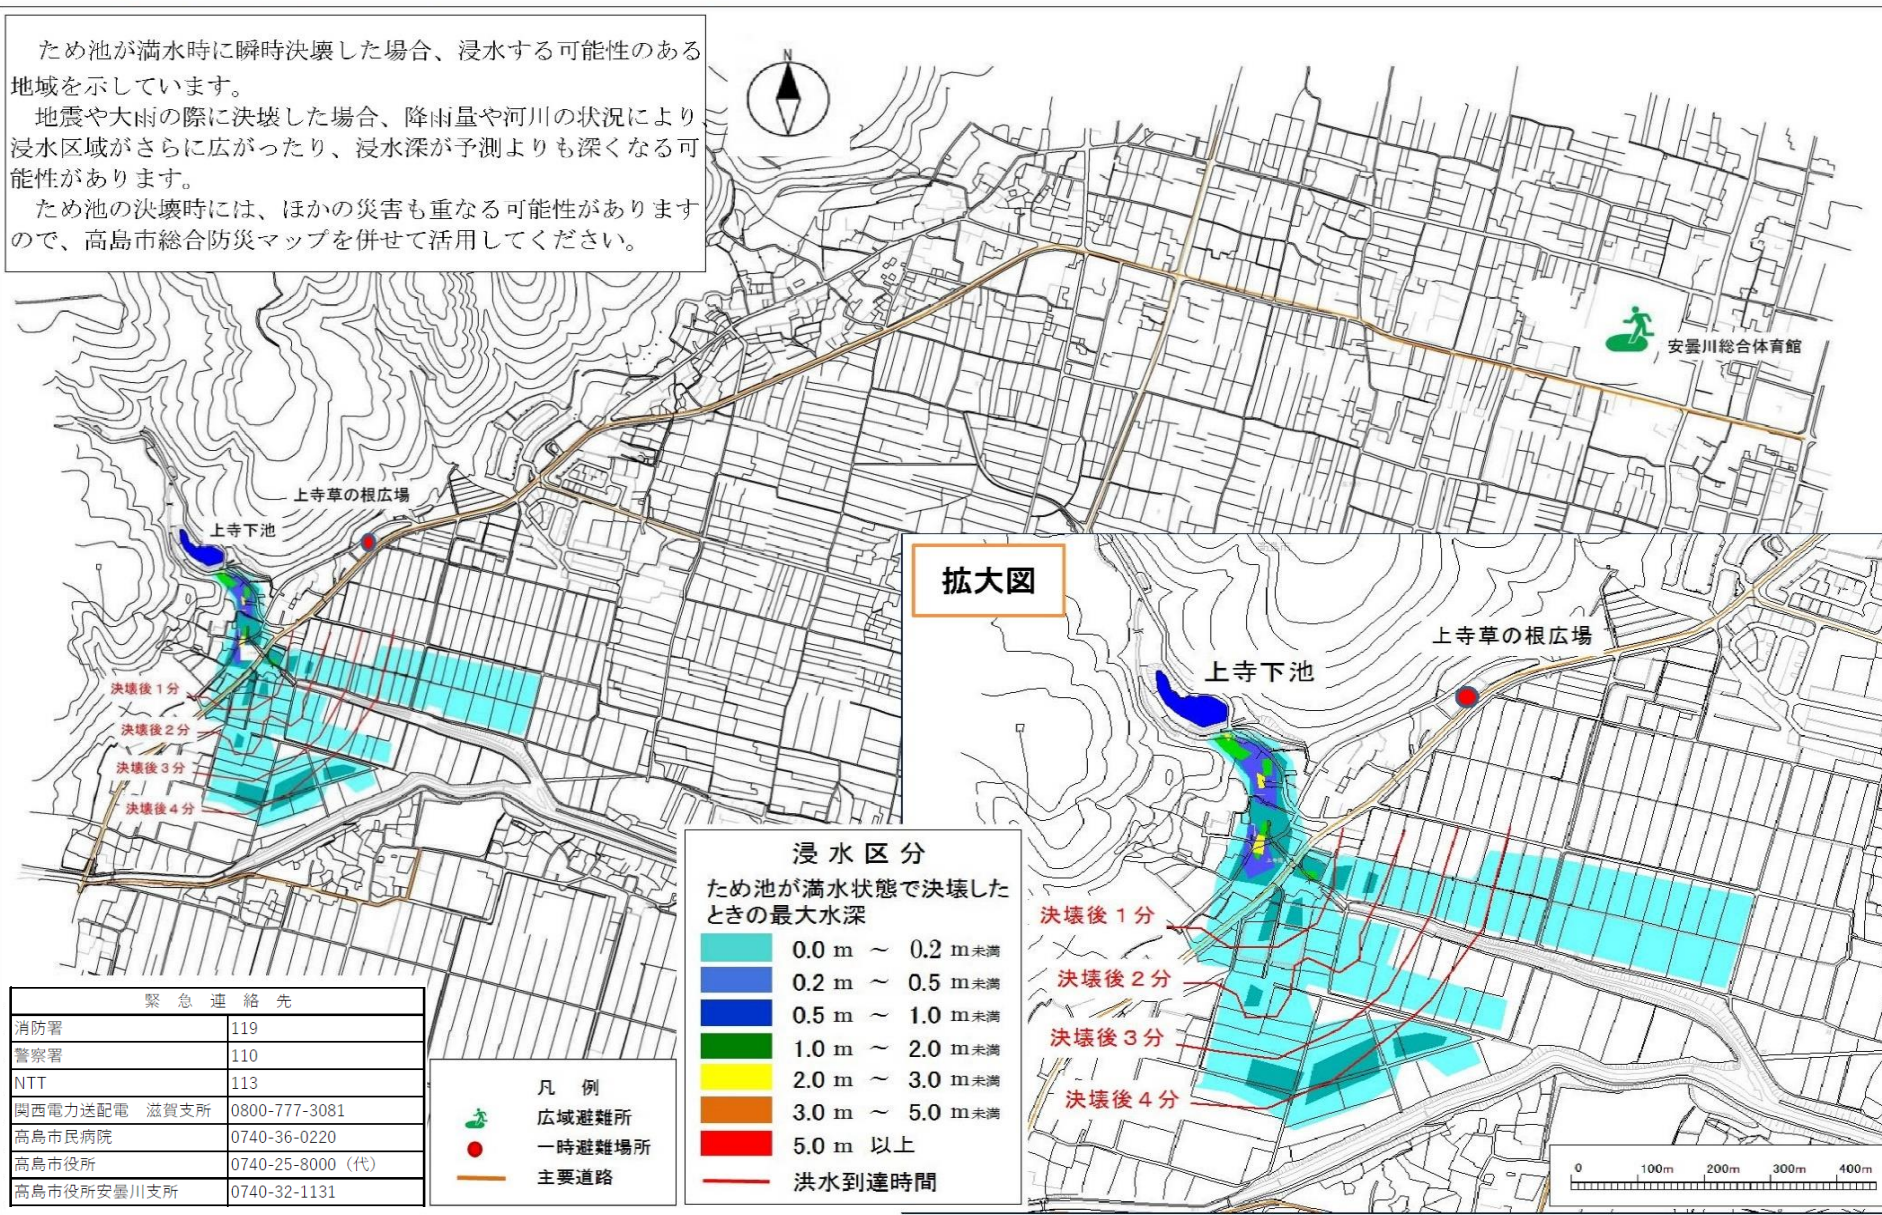 ため池が満水時に瞬時決壊した場合、浸水する可能性のある
地域を示しています。
地震や大雨の際に決壊した場合、降雨量や河川の状況により、
浸水区域がさらに広がったり、浸水深が予測よりも深くなる可
能性があります。
ため池の決壊時には、ほかの災害も重なる可能性があります
ので、高島市総合防災マップを併せて活用してください。
N
安曇川総合体育館
上寺草の根広場
上寺下池
決壊後1分
決壊後2分
決壊後3分
決壊後4分
拡大図
上寺草の根広場
上寺下池
決壊後1分
決壊後2分
決壊後3分
決壊後4分
0 100m 200m 300m 400m
浸水区分
ため池が満水状態で決壊した
ときの最大水深
0.0 m ～ 0.2 m未満
0.2 m ～ 0.5 m未満
0.5 m ～ 1.0 m未満
1.0 m ～ 2.0 m未満
2.0 m ～ 3.0 m未満
3.0 m ～ 5.0 m未満
5.0 m 以上
洪水到達時間
凡 例
広域避難所
一時避難場所
主要道路
緊 急 連 絡 先
消防署 119
警察署 110
NTT 113
関西電力送配電 滋賀支所 0800-777-3081
高島市民病院 0740-36-0220
高島市役所 0740-25-8000（代）
高島市役所安曇川支所 0740-32-1131